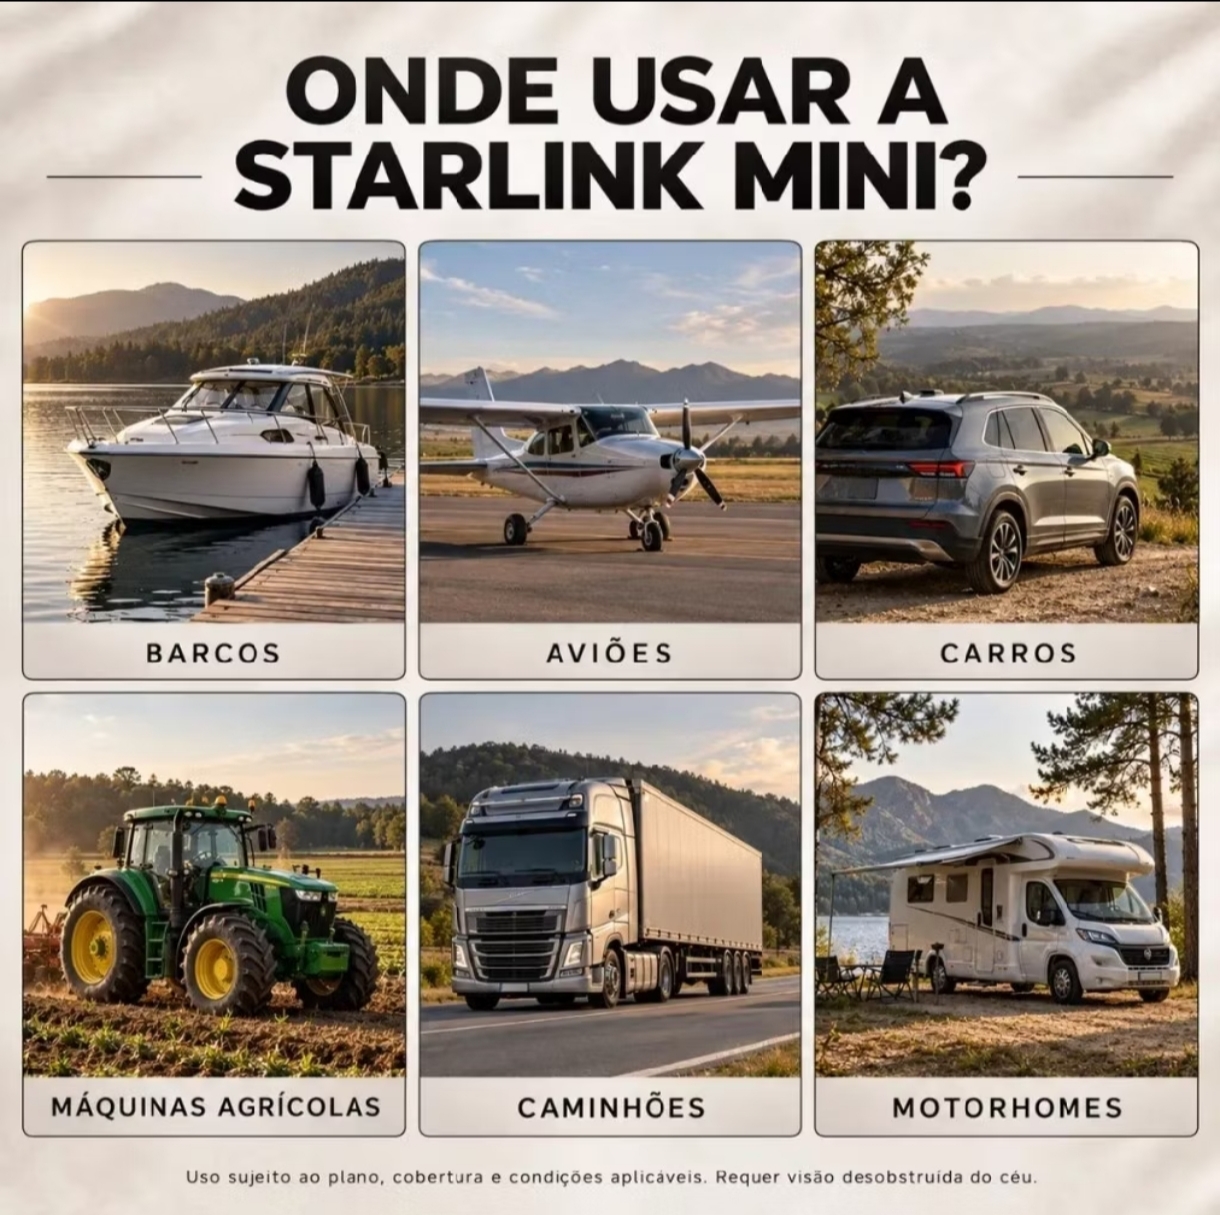 ONDE USAR A
STARLINK MINI?
BARCOS
AVIÕES
CARROS
MÁQUINAS AGRÍCOLAS
CAMINHÕES
MOTORHOMES
Uso sujeito ao plano, cobertura e condições aplicáveis. Requer visão desobstruída do céu.